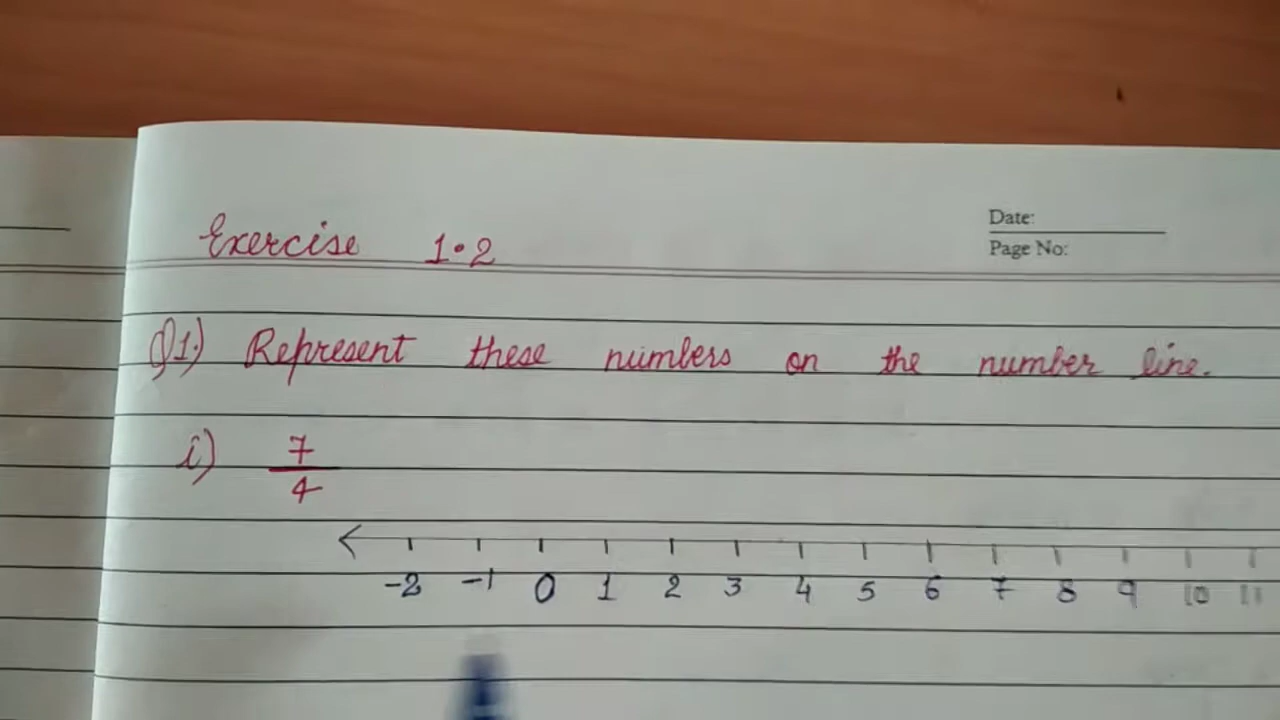 Date:
Exercise 1.2
Page No:
Q1.) Represent these numbers on the number line.
i) 7/4
-2 -1 0 1 2 3 4 5 6 7 8 9 10 11